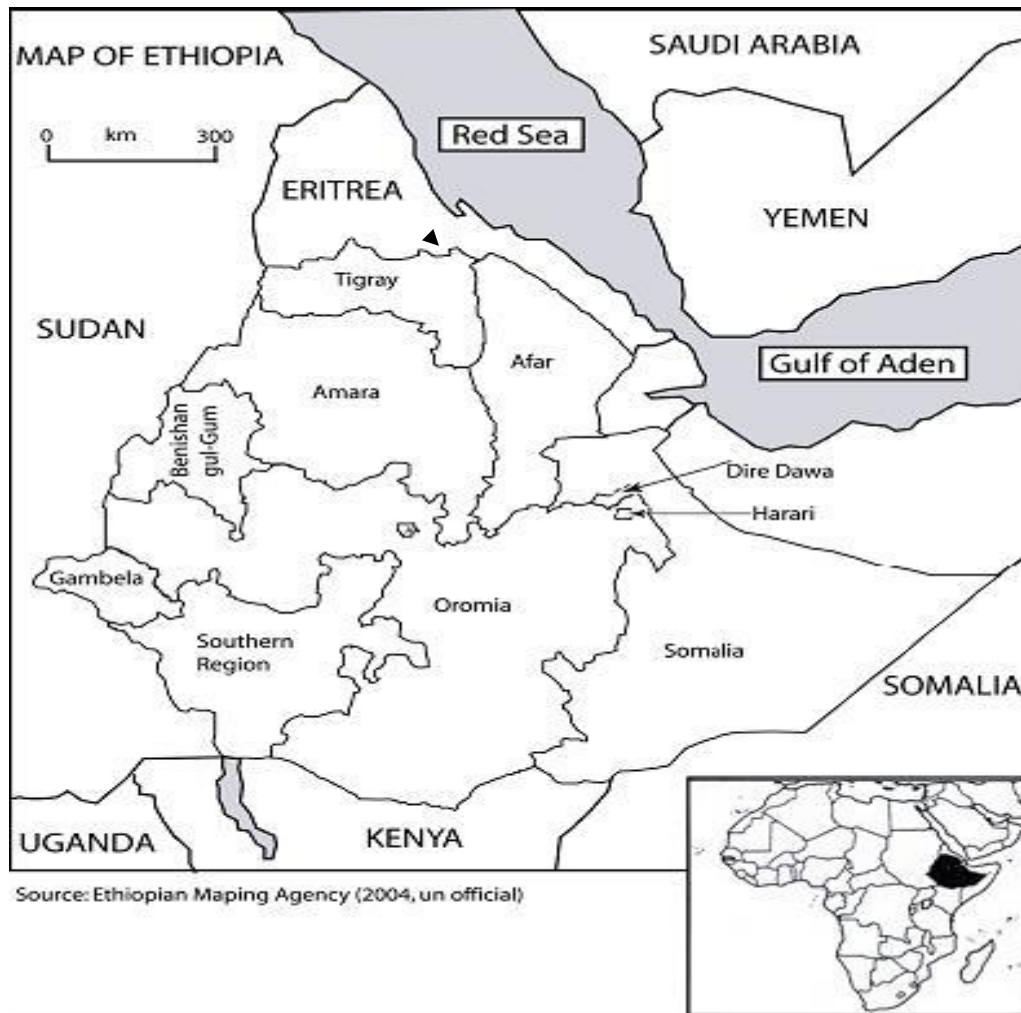 MAP OF ETHIOPIA
SAUDI ARABIA
0 km 300
Red Sea
ERITREA
YEMEN
Tigray
SUDAN
Afar
Gulf of Aden
Amara
Benishan
gul-Gum
Dire Dawa
Harari
Gambela
Oromia
Southern
Region
Somalia
SOMALIA
UGANDA
KENYA
Source: Ethiopian Maping Agency (2004, un official)